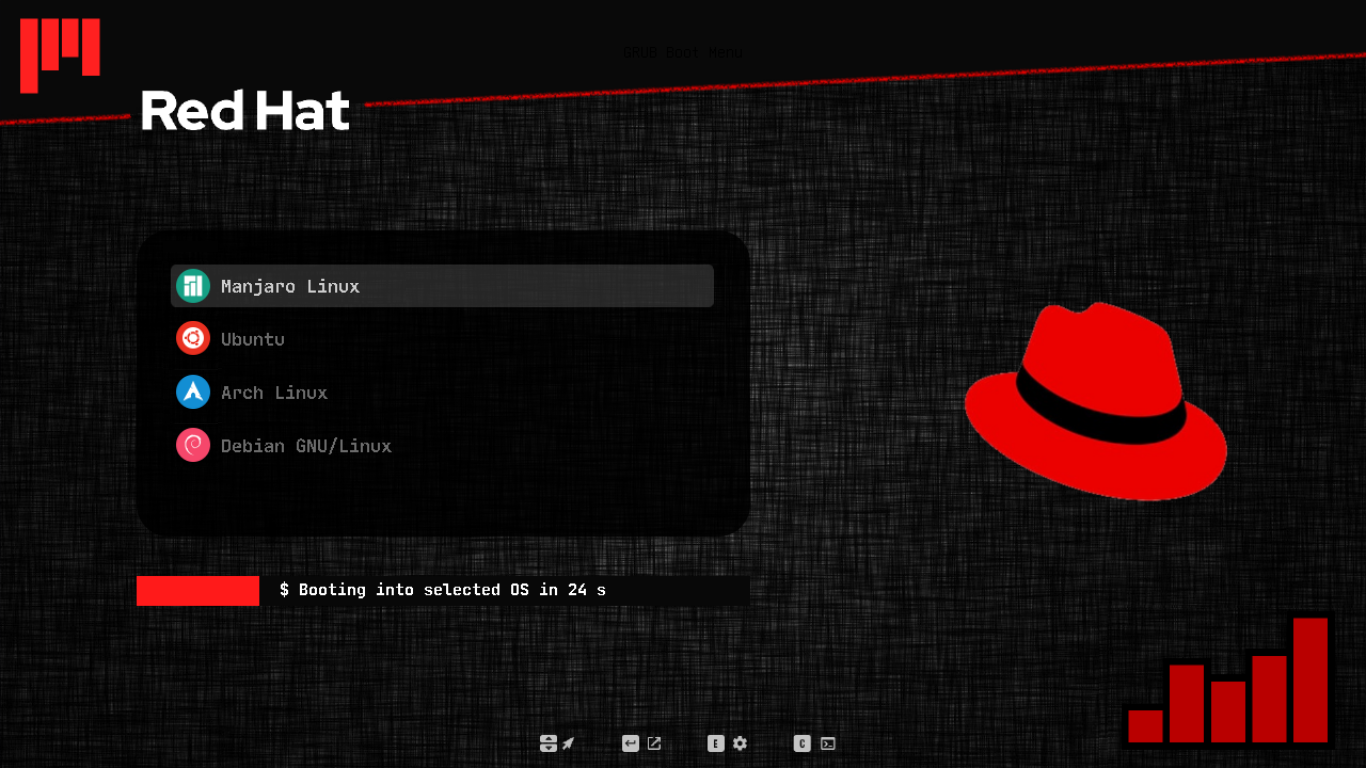 GRUB Boot Menu
Red Hat
Manjaro Linux
Ubuntu
Arch Linux
Debian GNU/Linux
$ Booting into selected OS in 24 s
E
C